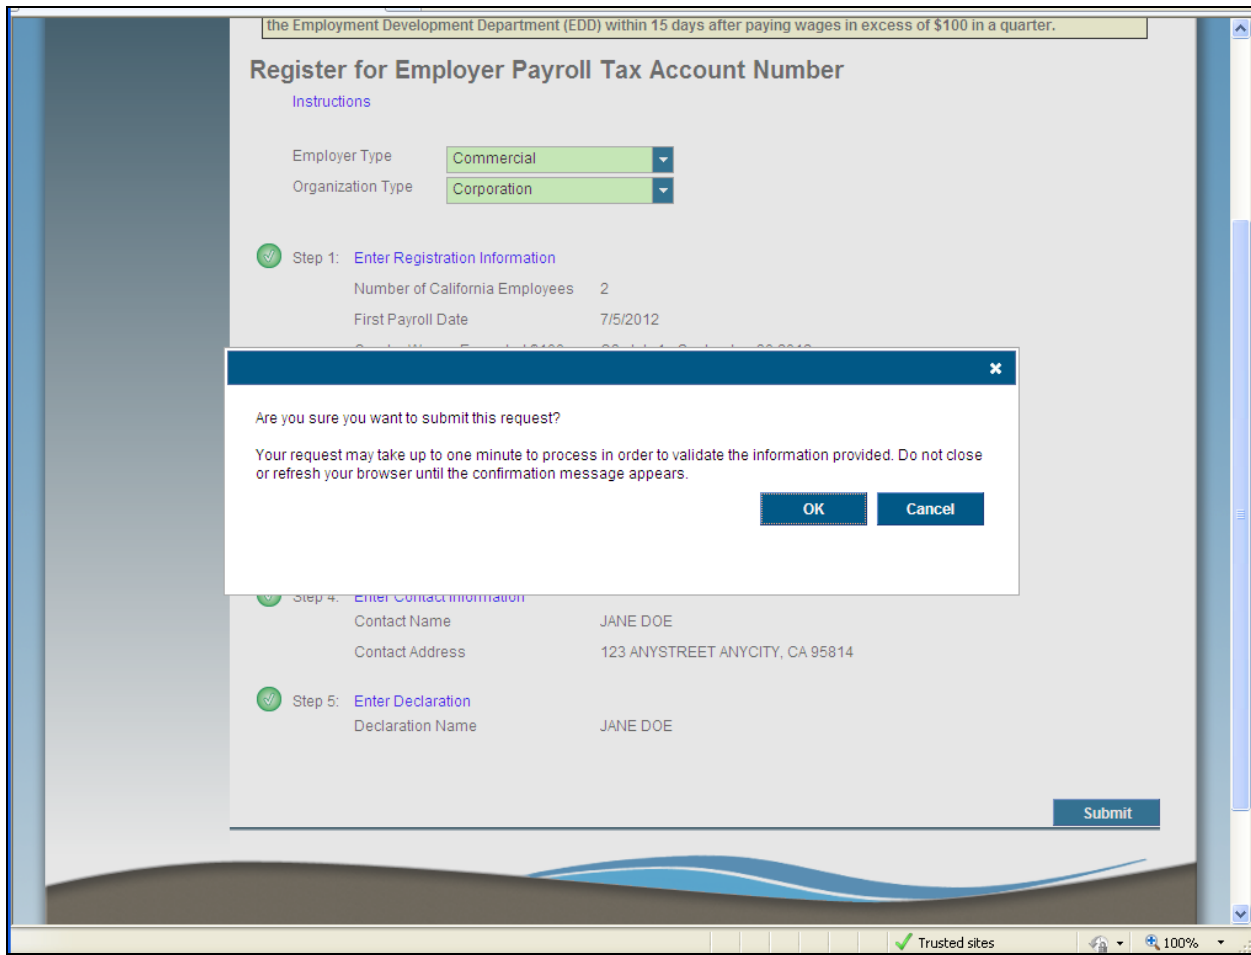 the Employment Development Department (EDD) within 15 days after paying wages in excess of $100 in a quarter.
Register for Employer Payroll Tax Account Number
Instructions
Employer Type Commercial
Organization Type Corporation
Step 1: Enter Registration Information
Number of California Employees 2
First Payroll Date 7/5/2012
Are you sure you want to submit this request?
Your request may take up to one minute to process in order to validate the information provided. Do not close
or refresh your browser until the confirmation message appears.
OK Cancel
Step 4: Enter Contact Information
Contact Name JANE DOE
Contact Address 123 ANYSTREET ANYCITY, CA 95814
Step 5: Enter Declaration
Declaration Name JANE DOE
Submit
Trusted sites 100%